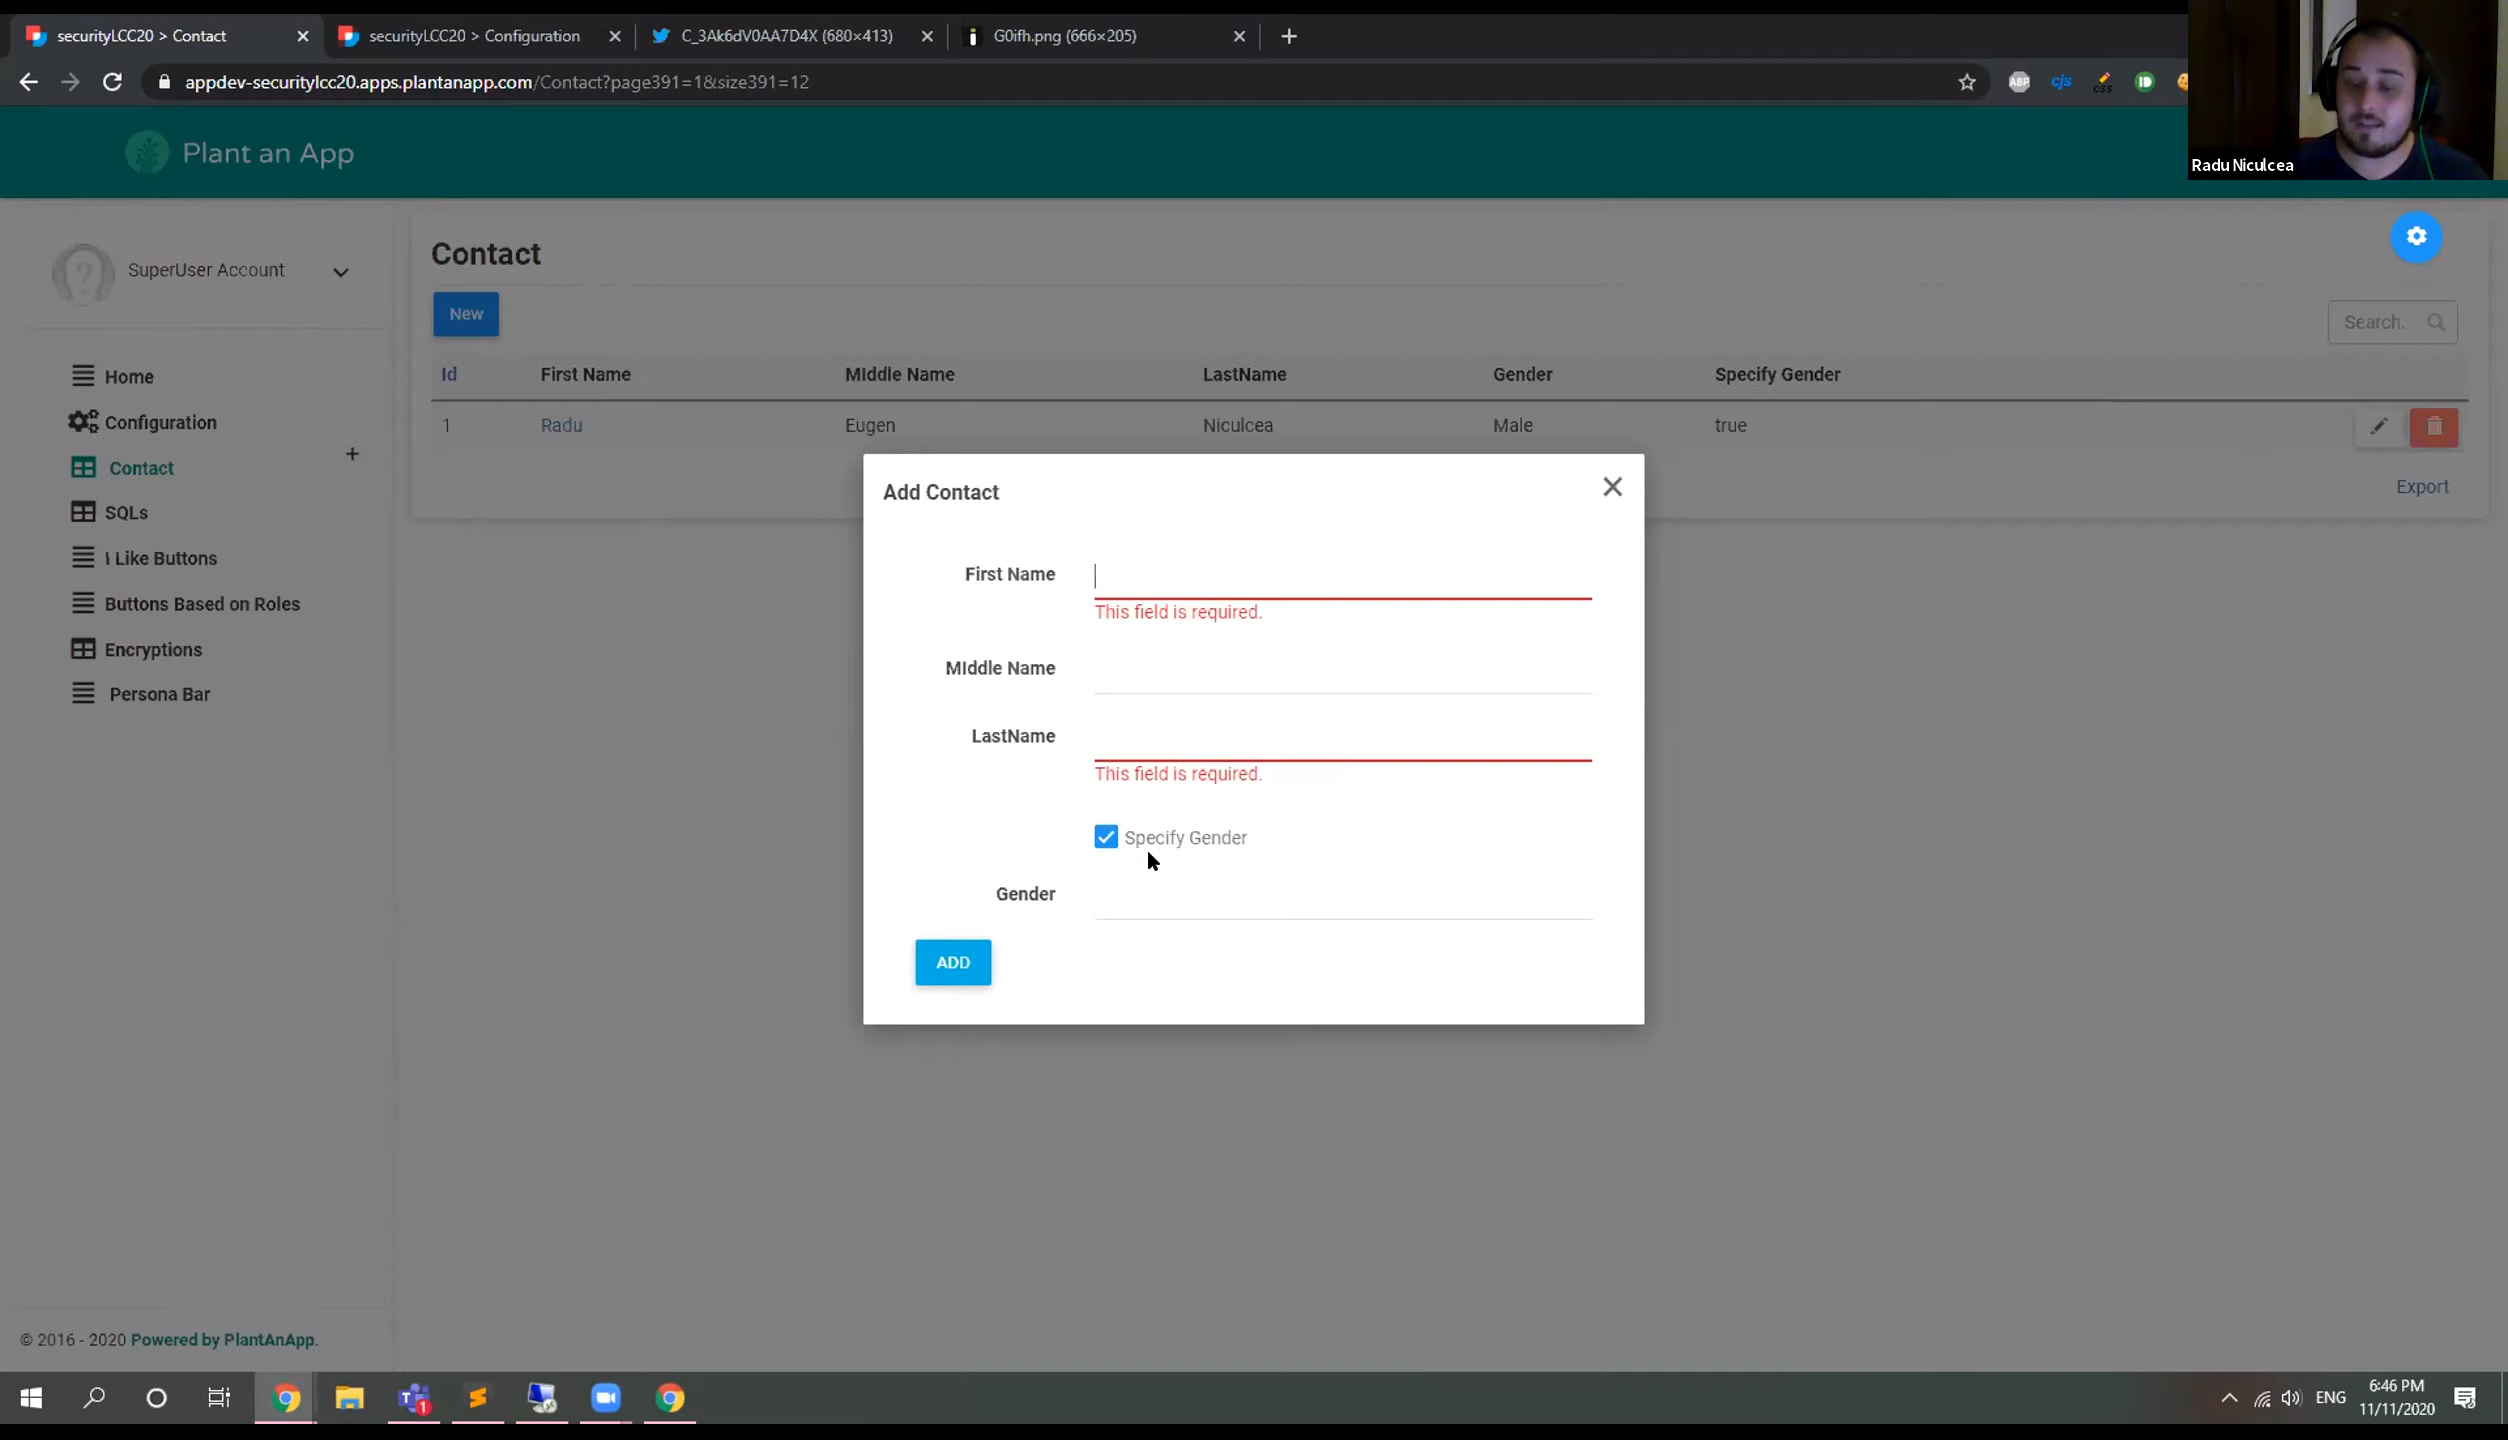 securityLCC20 > Contact
securityLCC20 > Configuration
C_3Ak6dV0AA7D4X (680×413)
G0ifh.png (666×205)
appdev-securitylcc20.apps.plantanapp.com/Contact?page391=1&size391=12
ABP
cjs
css
Radu Niculcea
Plant an App
SuperUser Account
Home
Configuration
Contact
SQLs
I Like Buttons
Buttons Based on Roles
Encryptions
Persona Bar
Contact
New
Search.
Id First Name MIddle Name LastName Gender Specify Gender
1 Radu Eugen Niculcea Male true
Export
Add Contact
First Name
This field is required.
MIddle Name
LastName
This field is required.
Specify Gender
Gender
ADD
© 2016 - 2020 Powered by PlantAnApp.
1
ENG
6:46 PM
11/11/2020